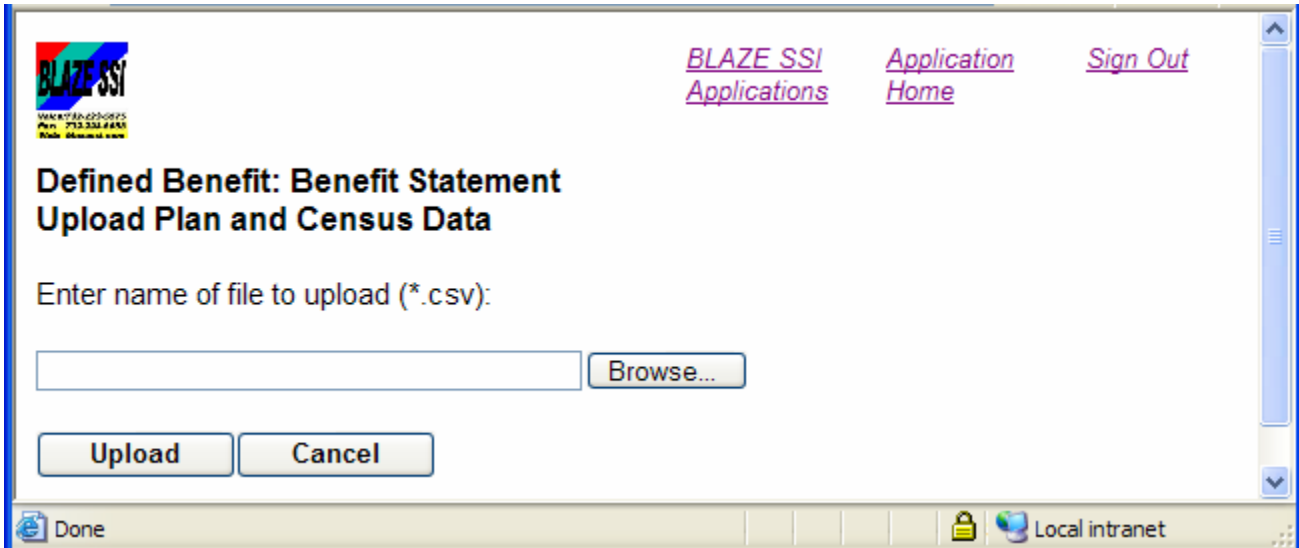 BLAZE SSI
BLAZE SSI
Applications
Application
Home
Sign Out
Defined Benefit: Benefit Statement
Upload Plan and Census Data
Enter name of file to upload (*.csv):
Browse...
Upload
Cancel
Done
Local intranet